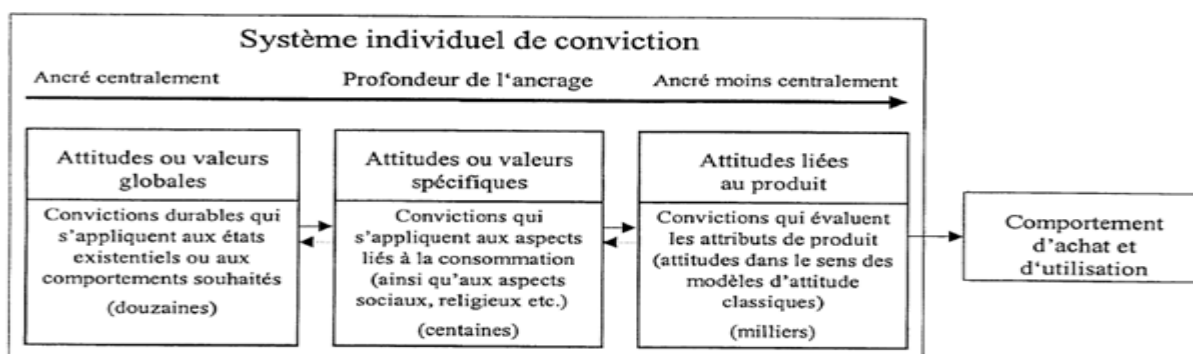 Système individuel de conviction
Ancré centralement
Profondeur de l'ancrage
Ancré moins centralement
Attitudes ou valeurs
globales
Convictions durables qui
s'appliquent aux états
existentiels ou aux
comportements souhaités
(douzaines)
Attitudes ou valeurs
spécifiques
Convictions qui
s'appliquent aux aspects
liés à la consommation
(ainsi qu'aux aspects
sociaux, religieux etc.)
(centaines)
Attitudes liées
au produit
Convictions qui évaluent
les attributs de produit
(attitudes dans le sens des
modèles d'attitude
classiques)
(milliers)
Comportement
d'achat et
d'utilisation